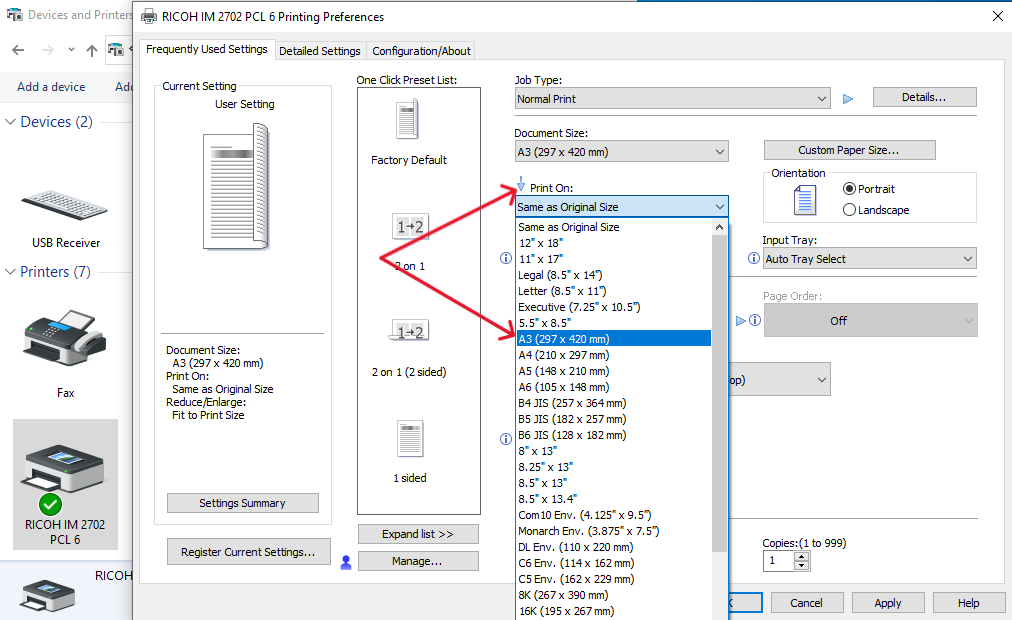 Devices and Printers
RICOH IM 2702 PCL 6 Printing Preferences
Add a device
Devices (2)
USB Receiver
Printers (7)
Fax
RICOH IM 2702
PCL 6
RICOH
Frequently Used Settings
Detailed Settings
Configuration/About
Current Setting
User Setting
Document Size:
A3 (297 x 420 mm)
Print On:
Same as Original Size
Reduce/Enlarge:
Fit to Print Size
Settings Summary
Register Current Settings...
One Click Preset List:
Factory Default
1→2
2 on 1
1→2
2 on 1 (2 sided)
1 sided
Expand list >>
Manage...
Job Type:
Normal Print
Details...
Document Size:
A3 (297 x 420 mm)
Custom Paper Size...
Print On:
Same as Original Size
Same as Original Size
12" x 18"
11" x 17"
Legal (8.5" x 14")
Letter (8.5" x 11")
Executive (7.25" x 10.5")
5.5" x 8.5"
A3 (297 x 420 mm)
A4 (210 x 297 mm)
A5 (148 x 210 mm)
A6 (105 x 148 mm)
B4 JIS (257 x 364 mm)
B5 JIS (182 x 257 mm)
B6 JIS (128 x 182 mm)
8" x 13"
8.25" x 13"
8.5" x 13"
8.5" x 13.4"
Com10 Env. (4.125" x 9.5")
Monarch Env. (3.875" x 7.5")
DL Env. (110 x 220 mm)
C6 Env. (114 x 162 mm)
C5 Env. (162 x 229 mm)
8K (267 x 390 mm)
16K (195 x 267 mm)
Orientation
Portrait
Landscape
Input Tray:
Auto Tray Select
Page Order:
Off
Copies:(1 to 999)
1
Cancel
Apply
Help